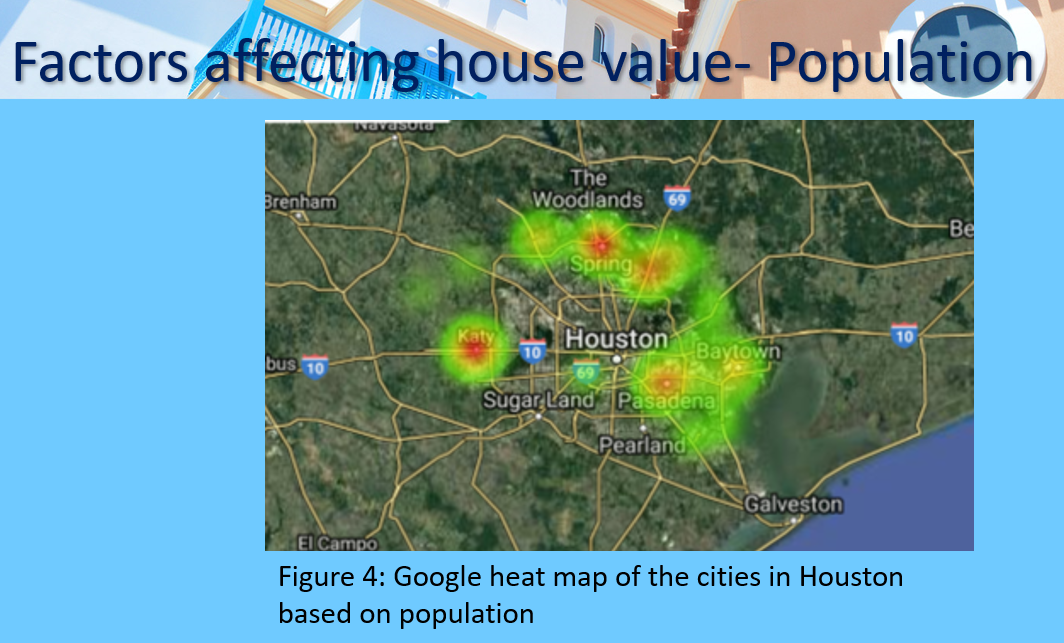 Factors affecting house value- Population
Navasota
The
Woodlands
69
Brenham
Be
Spring
Katy
Houston
10
10
Baytown
bus
10
69
Sugar Land
Pasadena
Pearland
Galveston
El Campo
Figure 4: Google heat map of the cities in Houston
based on population